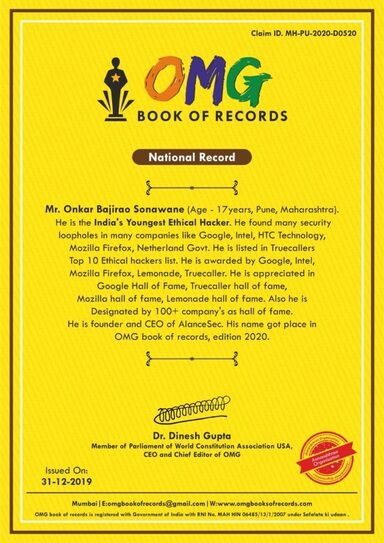 Claim ID. MH-PU-2020-D0520
OMG
BOOK OF RECORDS
National Record
Mr. Onkar Bajirao Sonawane (Age - 17years, Pune, Maharashtra).
He is the India's Youngest Ethical Hacker. He found many security
loopholes in many companies like Google, Intel, HTC Technology,
Mozilla Firefox, Netherland Govt. He is listed in Truecallers
Top 10 Ethical hackers list. He is awarded by Google, Intel,
Mozilla Firefox, Lemonade, Truecaller. He is appreciated in
Google Hall of Fame, Truecaller hall of fame,
Mozilla hall of fame, Lemonade hall of fame. Also he is
Designated by 100+ company's as hall of fame.
He is founder and CEO of AlanceSec. His name got place in
OMG book of records, edition 2020.
Dr. Dinesh Gupta
Member of Parlioment of World Constitution Association USA,
CEO and Chief Editor of OMG
Issued On:
31-12-2019
Mumbai | E:omgbookofrecords@gmail.com | W:www.omgbooksofrecords.com
OMG book of records is registered with Government of India with RNI No. MAH HIN 06485/13/1/2007 under Safalata ki udaan .